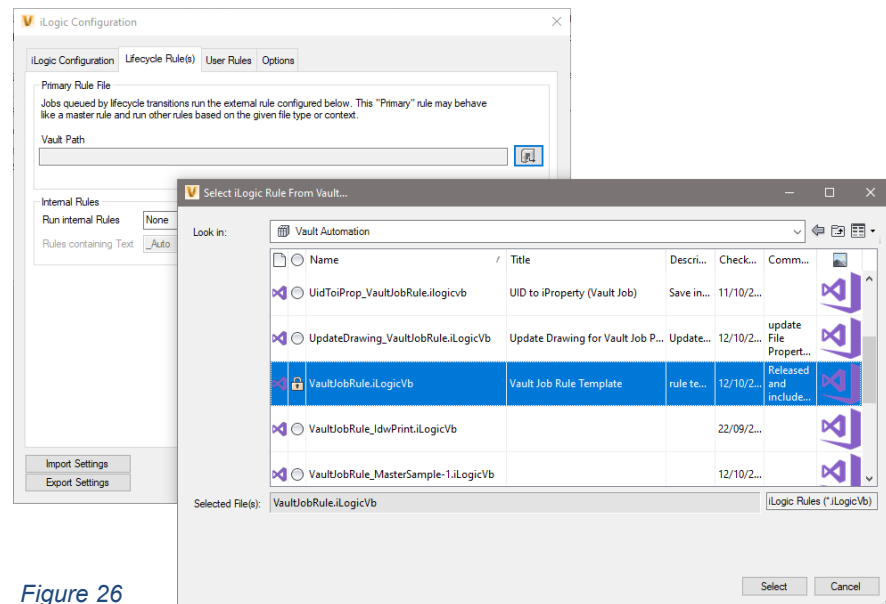 iLogic Configuration
iLogic Configuration Lifecycle Rule(s) User Rules Options
Primary Rule File
Jobs queued by lifecycle transitions run the external rule configured below. This "Primary" rule may behave
like a master rule and run other rules based on the given file type or context.
Vault Path
Internal Rules
Run internal Rules None
Rules containing Text _Auto
Import Settings
Export Settings
Select iLogic Rule From Vault...
Look in: Vault Automation
Name / Title Descri... Check... Comm...
UidToiProp_VaultJobRule.ilogicvb UID to iProperty (Vault Job) Save in... 11/10/2...
UpdateDrawing_VaultJobRule.iLogicVb Update Drawing for Vault Job P... Update... 12/10/2... update
File
Propert...
VaultJobRule.iLogicVb Vault Job Rule Template rule te... 12/10/2... Released
and
include...
VaultJobRule_IdwPrint.iLogicVb 22/09/2...
VaultJobRule_MasterSample-1.iLogicVb 12/10/2...
Selected File(s): VaultJobRule.iLogicVb iLogic Rules (*.iLogicVb)
Select Cancel
Figure 26